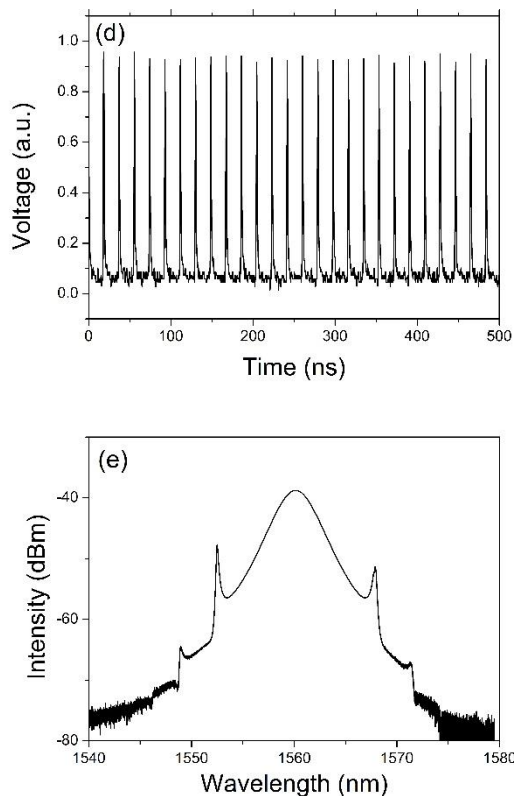 (d)
Voltage (a.u.)
1.0
0.8
0.6
0.4
0.2
0.0
0 100 200 300 400 500
Time (ns)
(e)
Intensity (dBm)
-40
-60
-80
1540 1550 1560 1570 1580
Wavelength (nm)